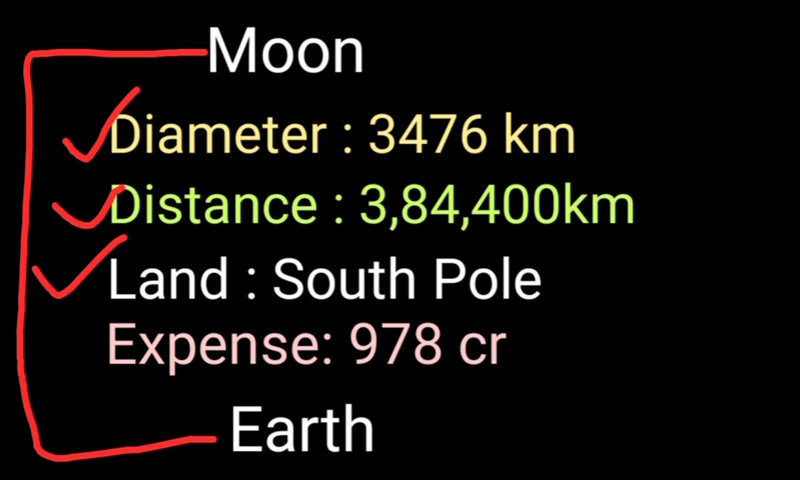 Moon
Diameter : 3476 km
Distance : 3,84,400km
Land : South Pole
Expense: 978 cr
Earth